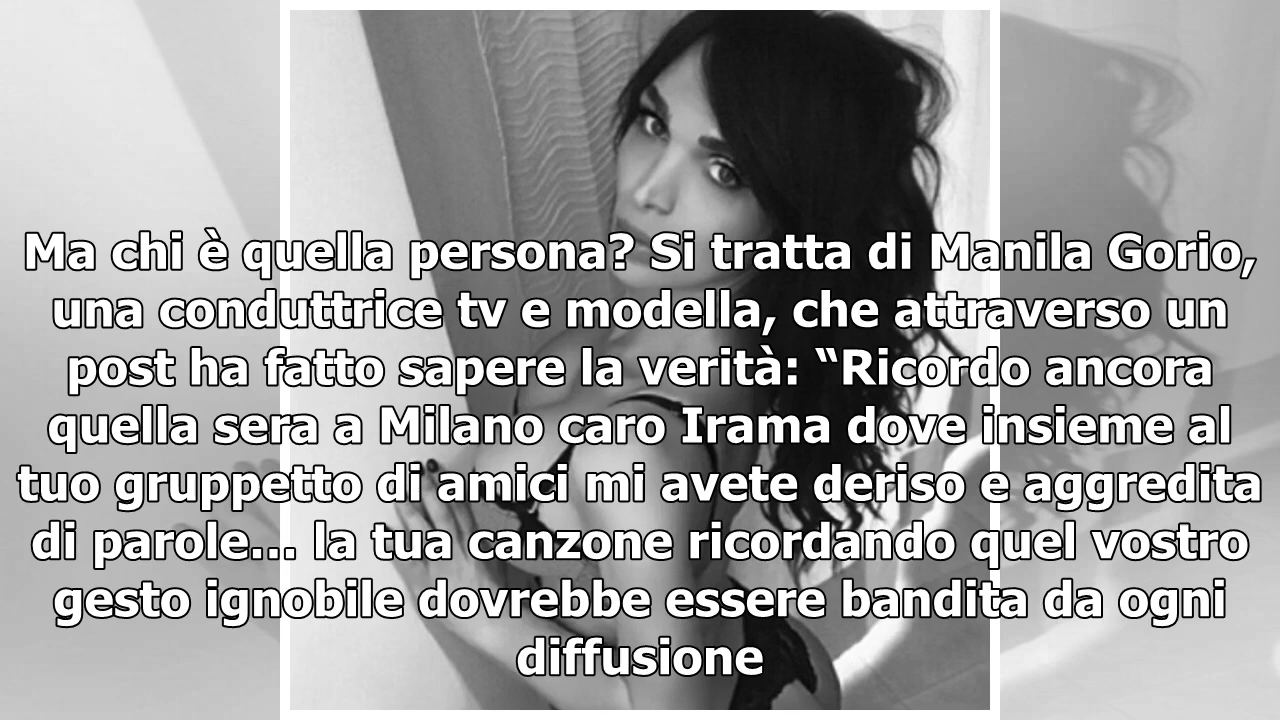 Ma chi è quella persona? Si tratta di Manila Gorio,
una conduttrice tv e modella, che attraverso un
post ha fatto sapere la verità: “Ricordo ancora
quella sera a Milano caro Irama dove insieme al
tuo gruppetto di amici mi avete deriso e aggredita
di parole... la tua canzone ricordando quel vostro
gesto ignobile dovrebbe essere bandita da ogni
diffusione